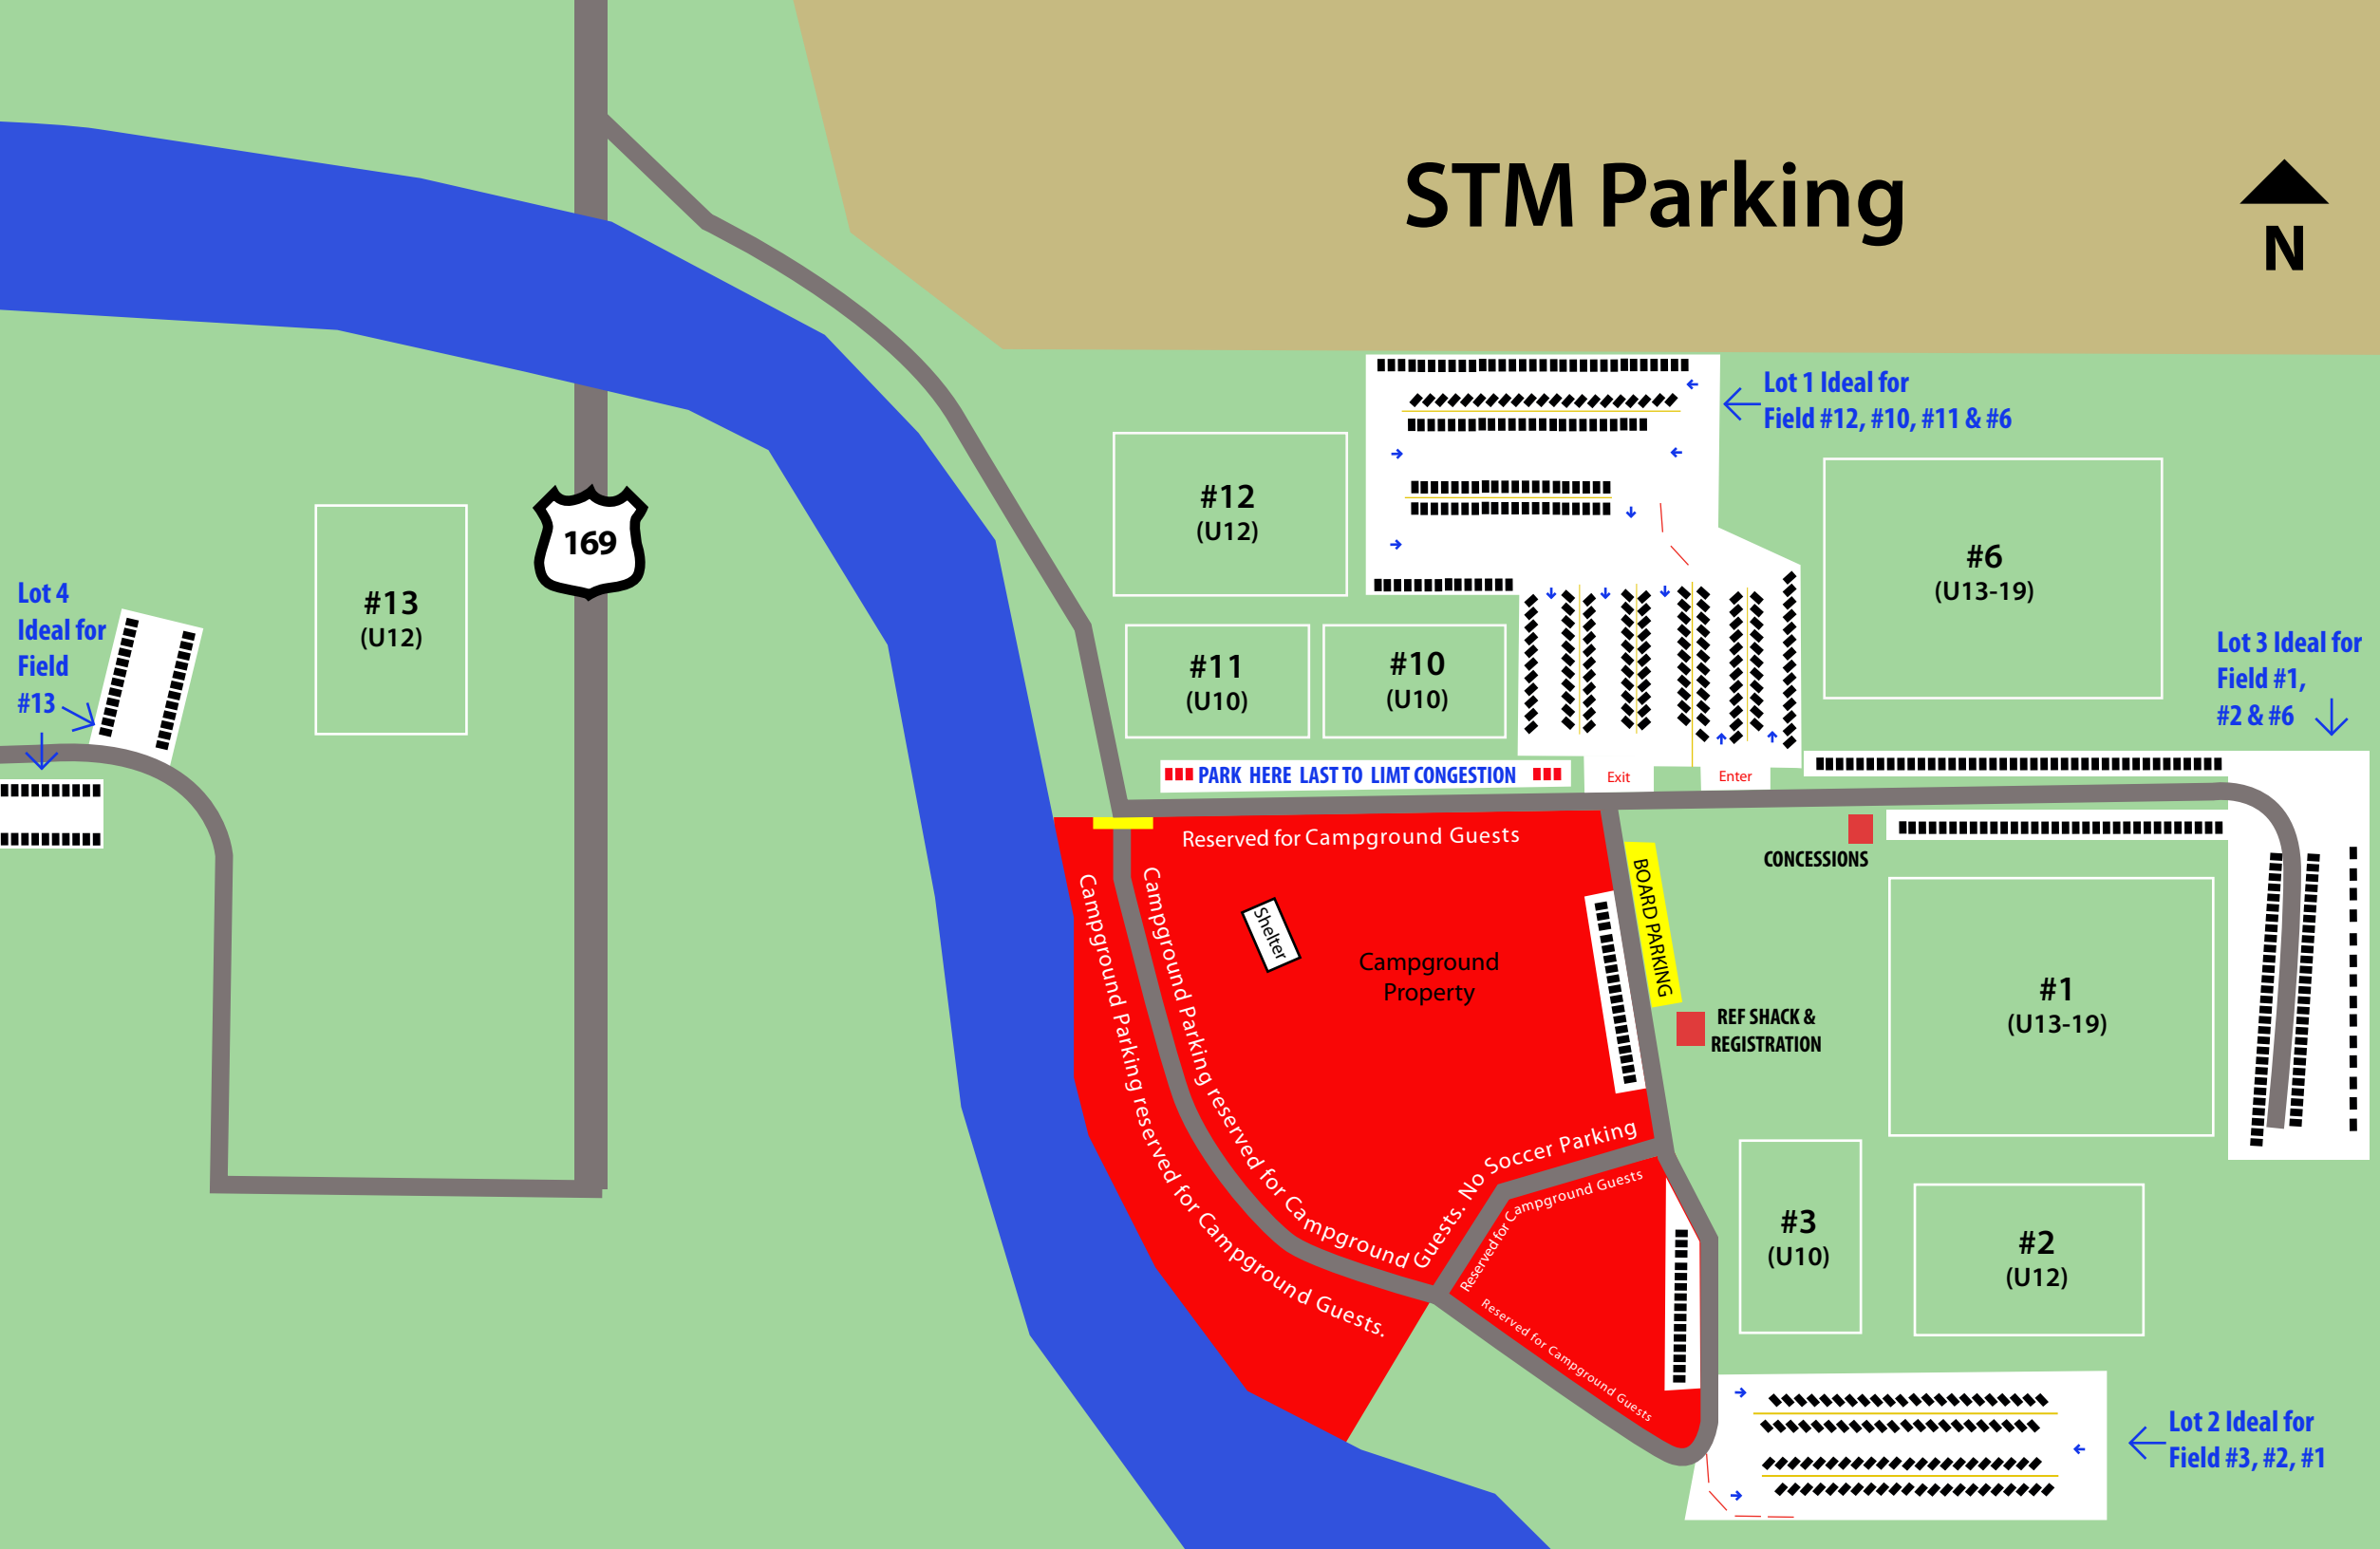 STM Parking
N
Lot 1 Ideal for
Field #12, #10, #11 & #6
#12
(U12)
#6
(U13-19)
169
#13
(U12)
Lot 4
Ideal for
Field
#13
#11
(U10)
#10
(U10)
Lot 3 Ideal for
Field #1,
#2 & #6
PARK HERE LAST TO LIMT CONGESTION
Exit
Enter
Reserved for Campground Guests
CONCESSIONS
BOARD PARKING
Shelter
Campground
Property
Campground Parking reserved for Campground Guests.
Campground Parking reserved for Campground Guests. No Soccer Parking
REF SHACK &
REGISTRATION
#1
(U13-19)
Reserved for Campground Guests
Reserved for Campground Guests
#3
(U10)
#2
(U12)
Lot 2 Ideal for
Field #3, #2, #1